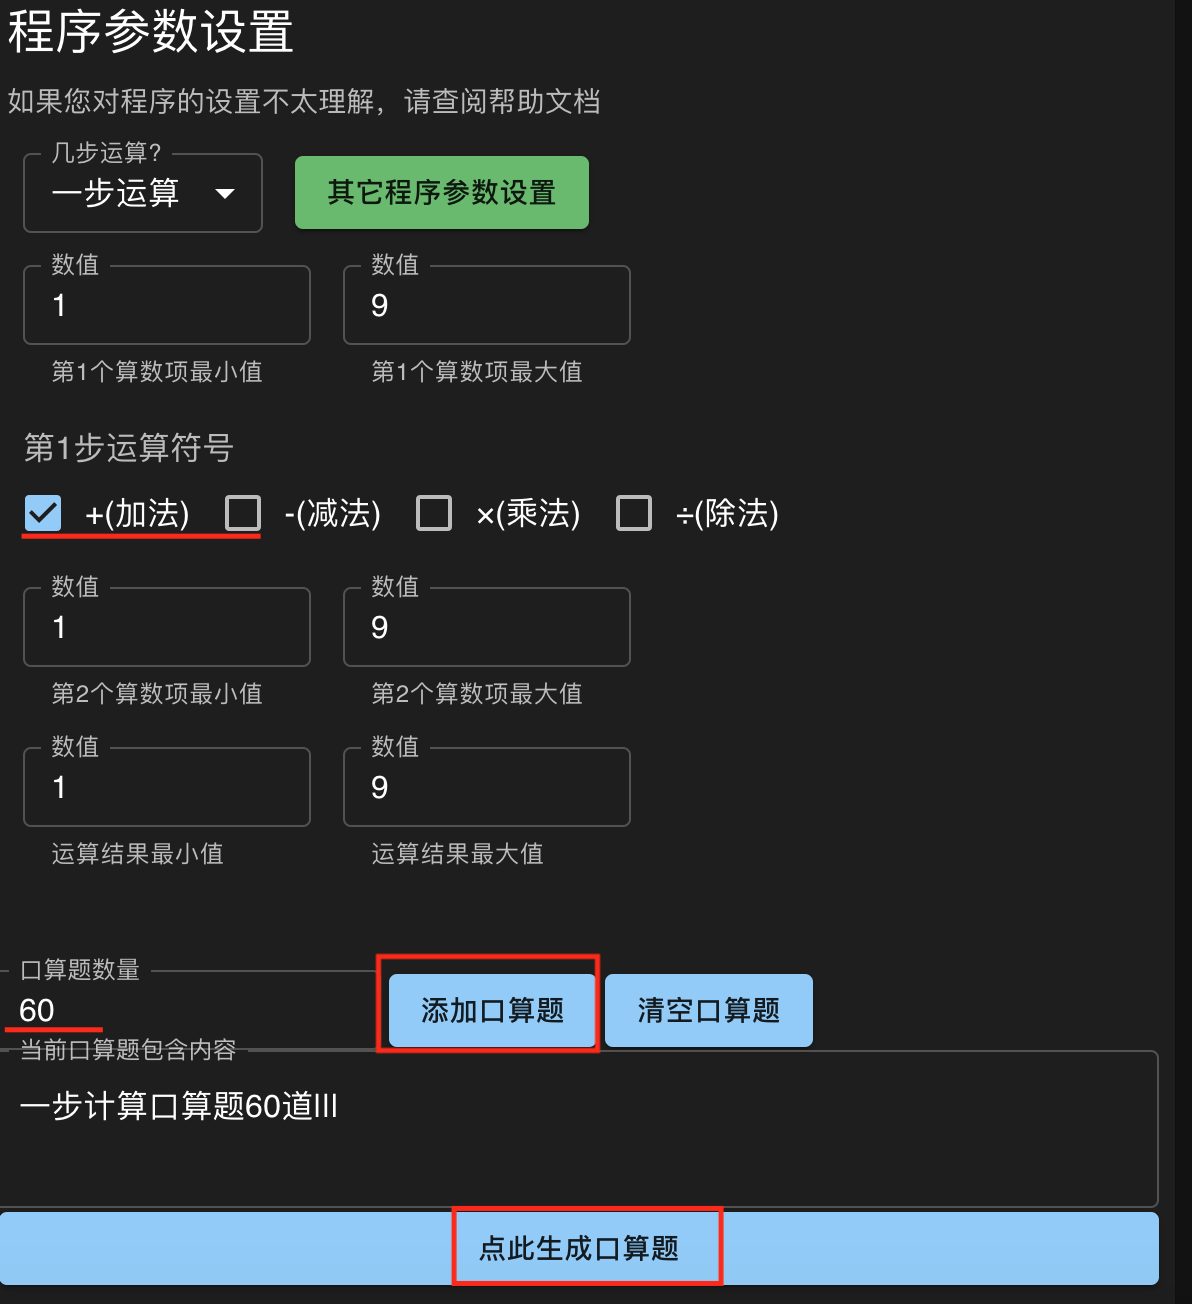 程序参数设置
如果您对程序的设置不太理解，请查阅帮助文档
几步运算?
一步运算
其它程序参数设置
数值 数值
1 9
第1个算数项最小值 第1个算数项最大值
第1步运算符号
+(加法) -(减法) ×(乘法) ÷(除法)
数值 数值
1 9
第2个算数项最小值 第2个算数项最大值
数值 数值
1 9
运算结果最小值 运算结果最大值
口算题数量
60 添加口算题 清空口算题
当前口算题包含内容
一步计算口算题60道lll
点此生成口算题